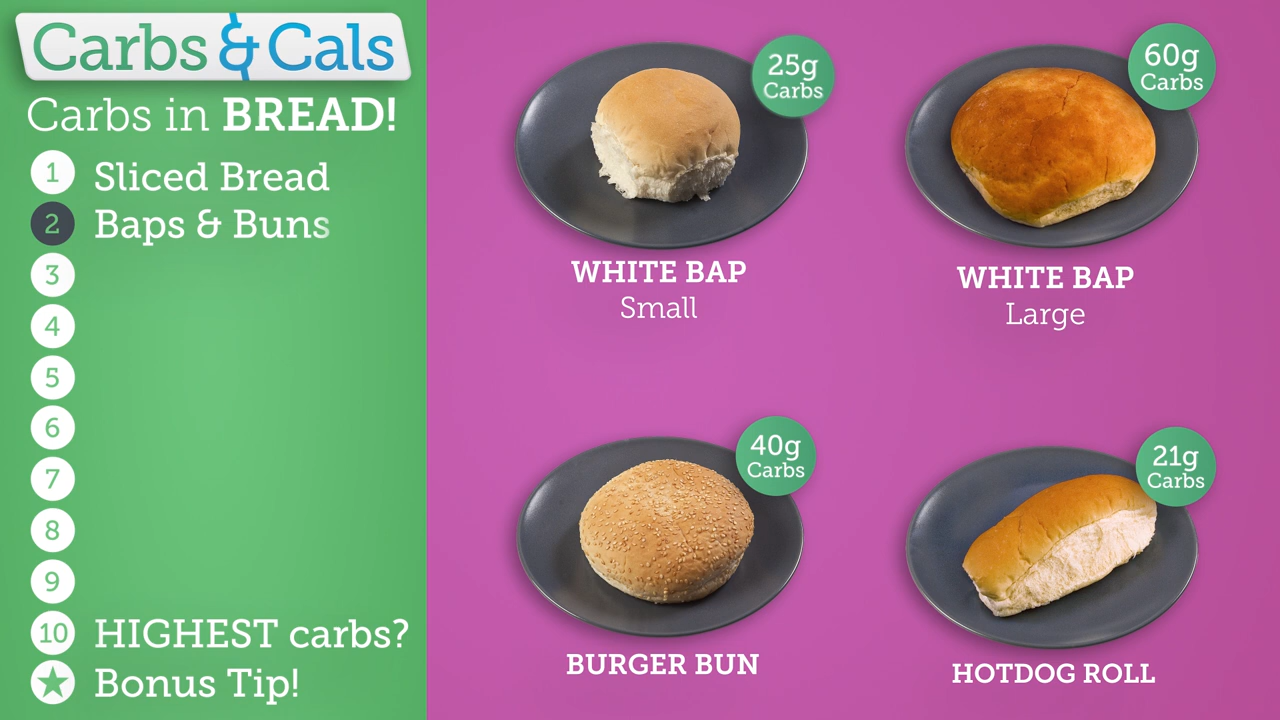 Carbs & Cals
Carbs in BREAD!
1 Sliced Bread
2 Baps & Buns
3
4
5
6
7
8
9
10 HIGHEST carbs?
Bonus Tip!
25g
Carbs
WHITE BAP
Small
60g
Carbs
WHITE BAP
Large
40g
Carbs
BURGER BUN
21g
Carbs
HOTDOG ROLL